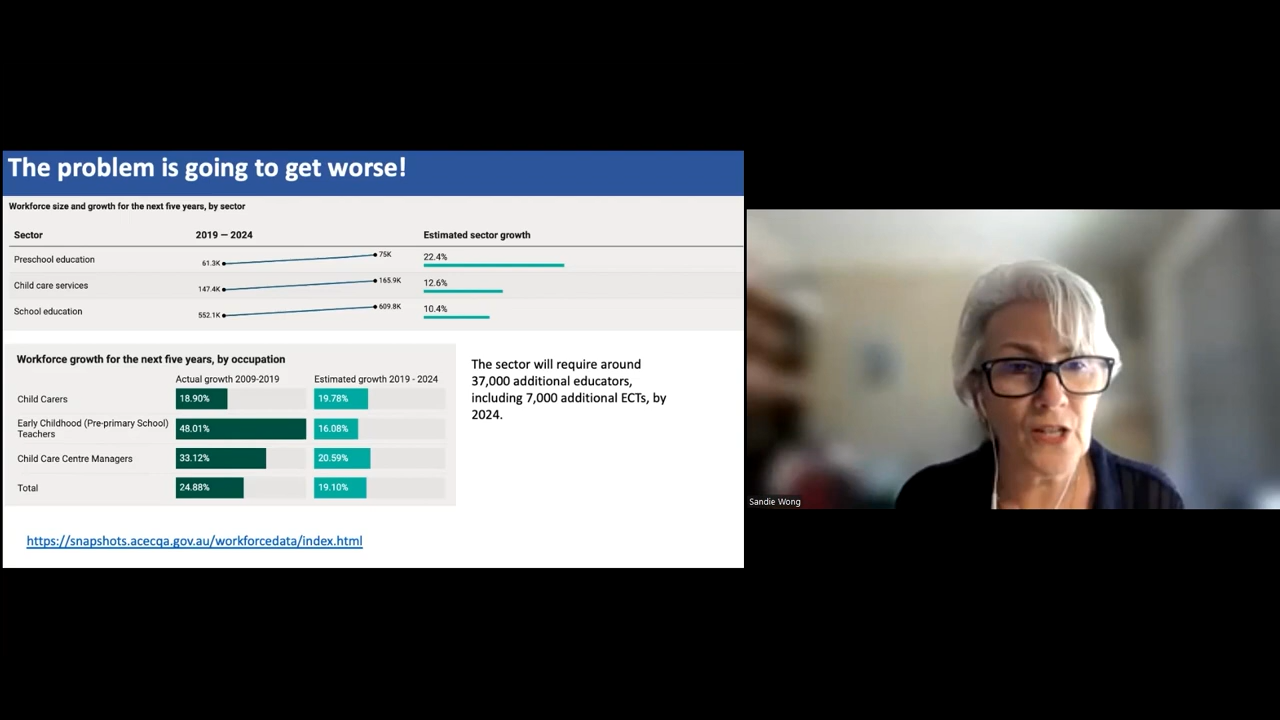 The problem is going to get worse!
Workforce size and growth for the next five years, by sector
Sector 2019 — 2024 Estimated sector growth
Preschool education 61.3K 75K 22.4%
Child care services 147.4K 165.9K 12.6%
School education 552.1K 609.8K 10.4%
Workforce growth for the next five years, by occupation
Actual growth 2009-2019 Estimated growth 2019 - 2024
Child Carers 18.90% 19.78%
Early Childhood (Pre-primary School)
Teachers 48.01% 16.08%
Child Care Centre Managers 33.12% 20.59%
Total 24.88% 19.10%
The sector will require around
37,000 additional educators,
including 7,000 additional ECTs, by
2024.
https://snapshots.acecqa.gov.au/workforcedata/index.html
Sandie Wong